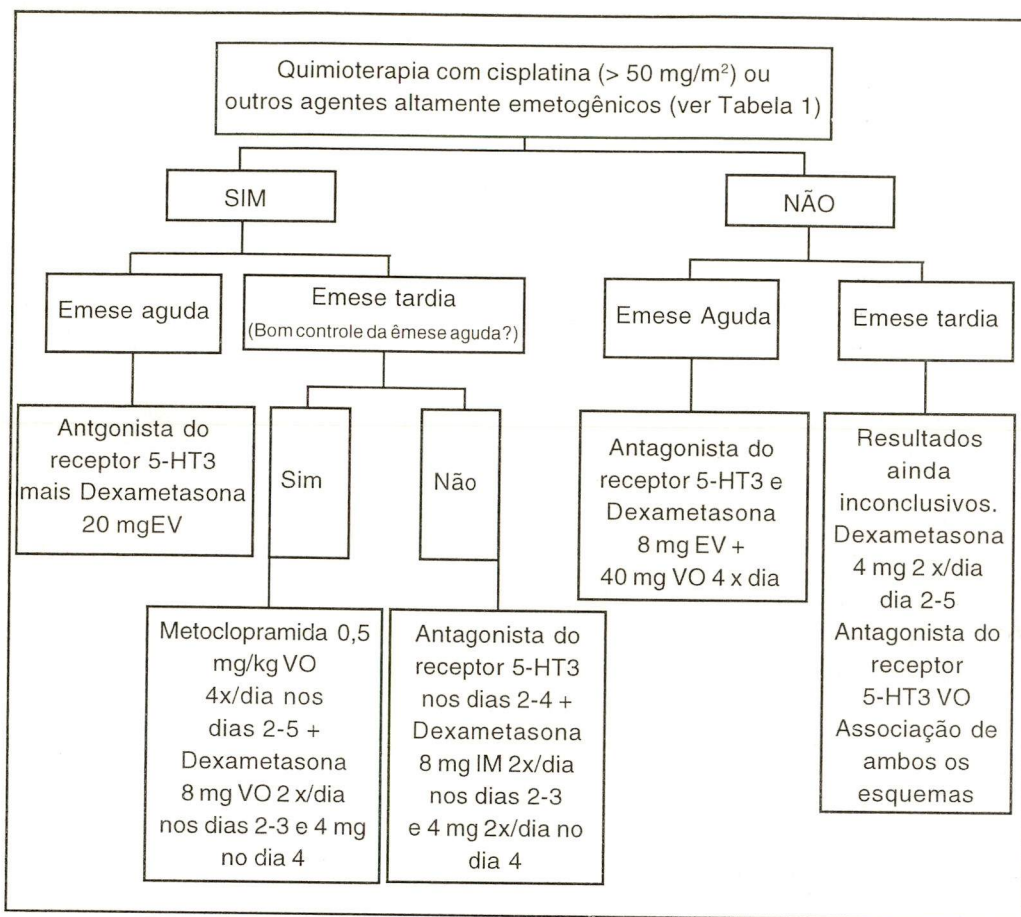 Quimioterapia com cisplatina (> 50 mg/m²) ou
outros agentes altamente emetogênicos (ver Tabela 1)
SIM
NÃO
Emese aguda
Emese tardia
(Bom controle da êmese aguda?)
Emese Aguda
Emese tardia
Antgonista do
receptor 5-HT3
mais Dexametasona
20 mgEV
Sim
Não
Antagonista do
receptor 5-HT3 e
Dexametasona
8 mg EV +
40 mg VO 4 x dia
Resultados
ainda
inconclusivos.
Dexametasona
4 mg 2 x/dia
dia 2-5
Antagonista do
receptor
5-HT3 VO
Associação de
ambos os
esquemas
Metoclopramida 0,5
mg/kg VO
4x/dia nos
dias 2-5 +
Dexametasona
8 mg VO 2 x/dia
nos dias 2-3 e 4 mg
no dia 4
Antagonista do
receptor 5-HT3
nos dias 2-4 +
Dexametasona
8 mg IM 2x/dia
nos dias 2-3
e 4 mg 2x/dia no
dia 4